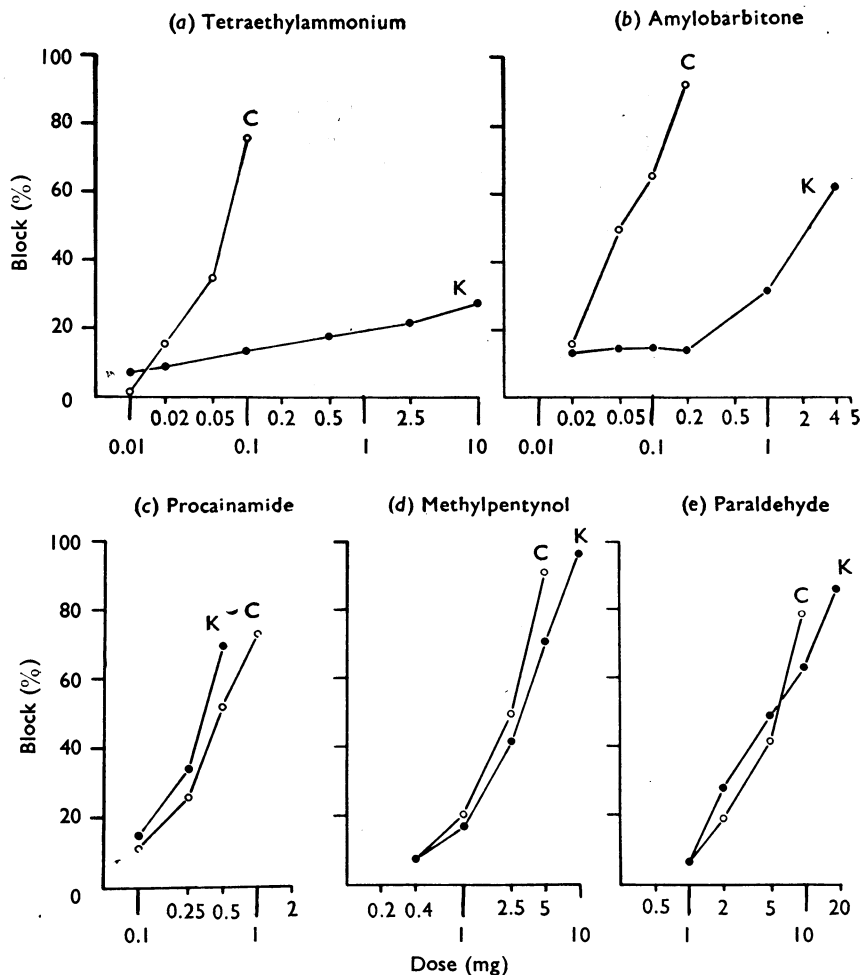 (a) Tetraethylammonium
(b) Amylobarbitone
100
80
60
40
20
0
Block (%)
C
K
C
K
0.02 0.05 0.2 0.5 2.5
0.01 0.1 1 10
0.02 0.05 0.2 0.5 2 4 5
0.01 0.1 1
(c) Procainamide
(d) Methylpentynol
(e) Paraldehyde
100
80
60
40
20
0
Block (%)
K C
C K
C K
0.25 0.5 2
0.1 1
0.2 0.4 2.5 5
1 10
0.5 2 5 20
1 10
Dose (mg)